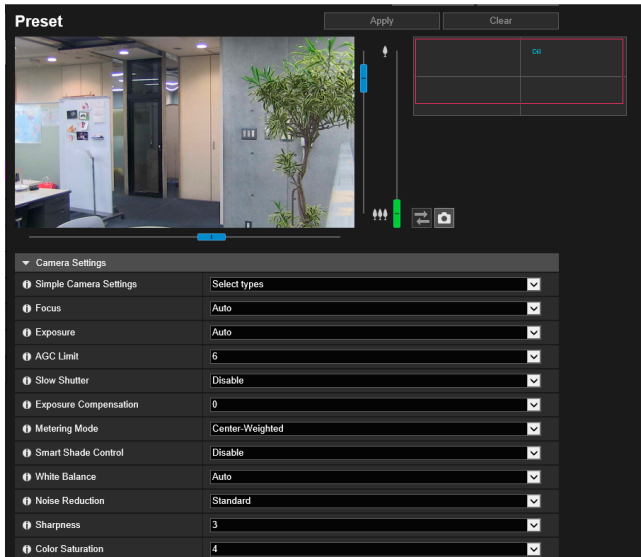 Preset
Apply Clear
Camera Settings
Simple Camera Settings Select types
Focus Auto
Exposure Auto
AGC Limit 6
Slow Shutter Disable
Exposure Compensation 0
Metering Mode Center-Weighted
Smart Shade Control Disable
White Balance Auto
Noise Reduction Standard
Sharpness 3
Color Saturation 4